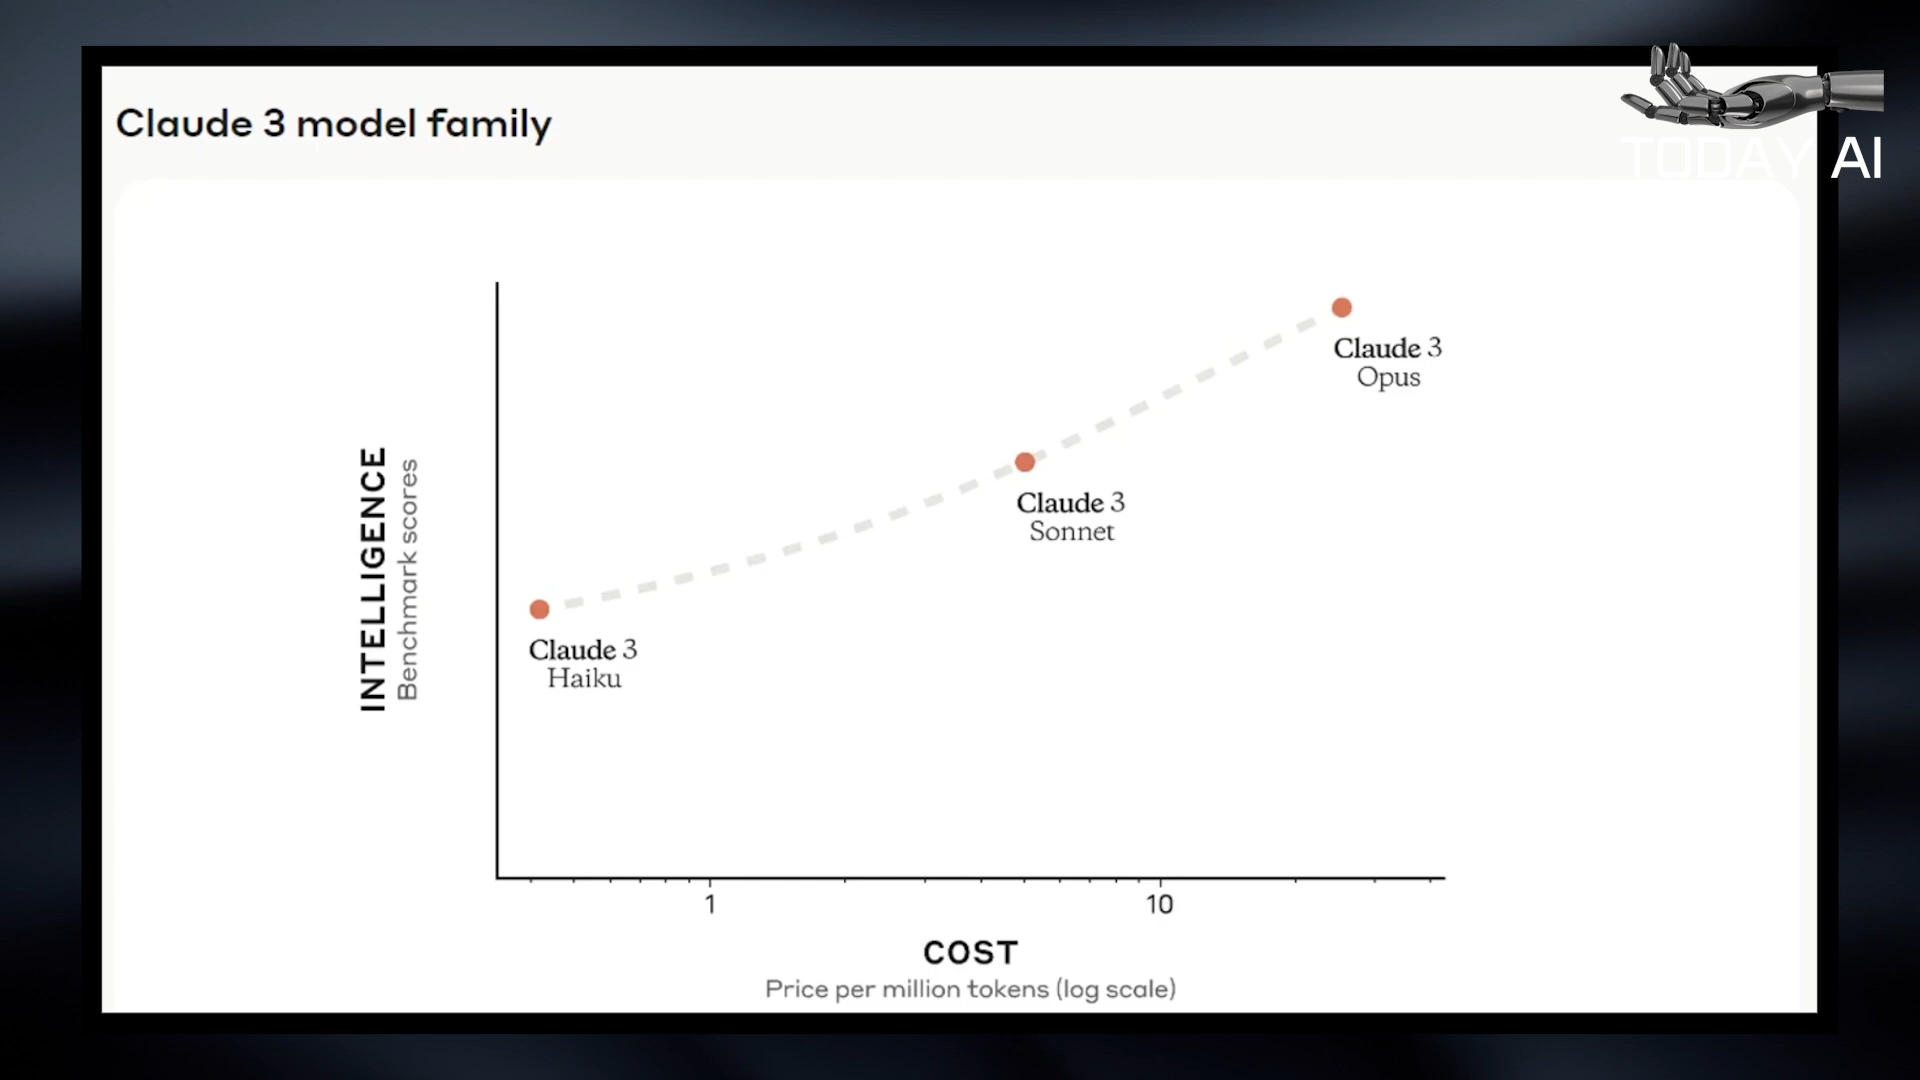 Claude 3 model family
TODAY AI
INTELLIGENCE
Benchmark scores
Claude 3
Opus
Claude 3
Sonnet
Claude 3
Haiku
1
10
COST
Price per million tokens (log scale)